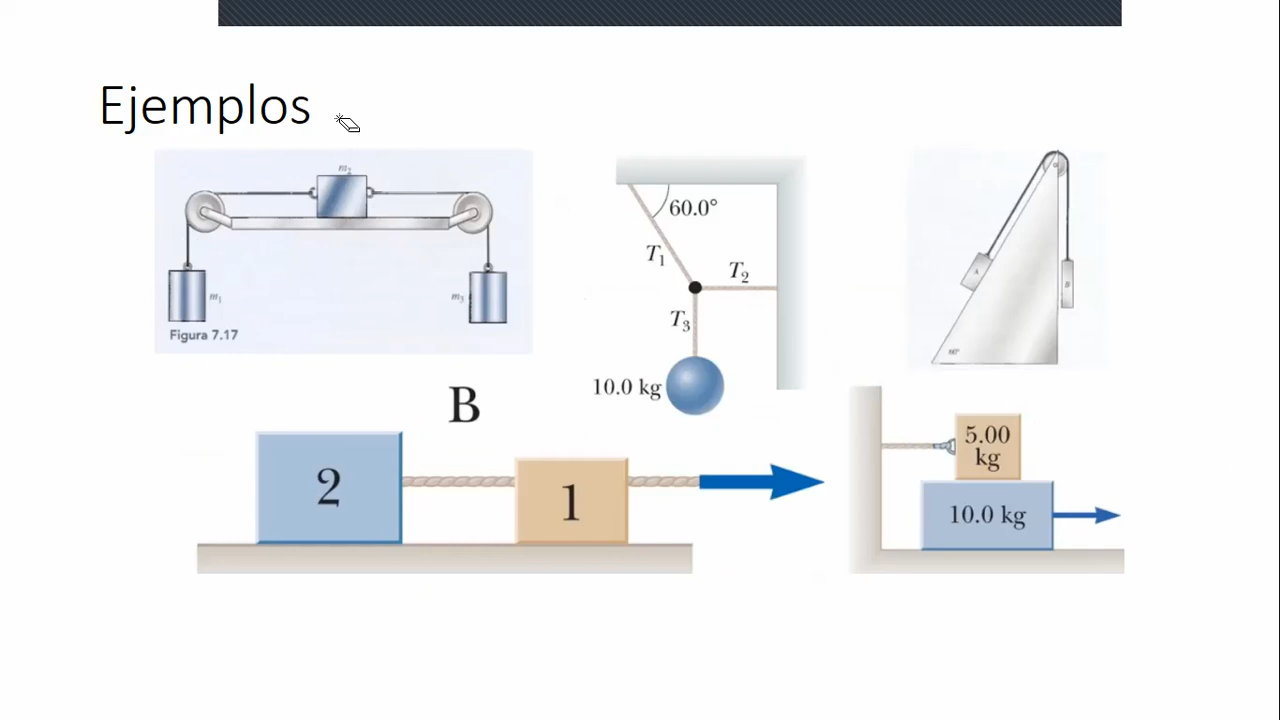 Ejemplos
m₂
m₁
m₃
Figura 7.17
60.0°
T₁
T₂
T₃
10.0 kg
A
B
60°
B
2
1
5.00
kg
10.0 kg